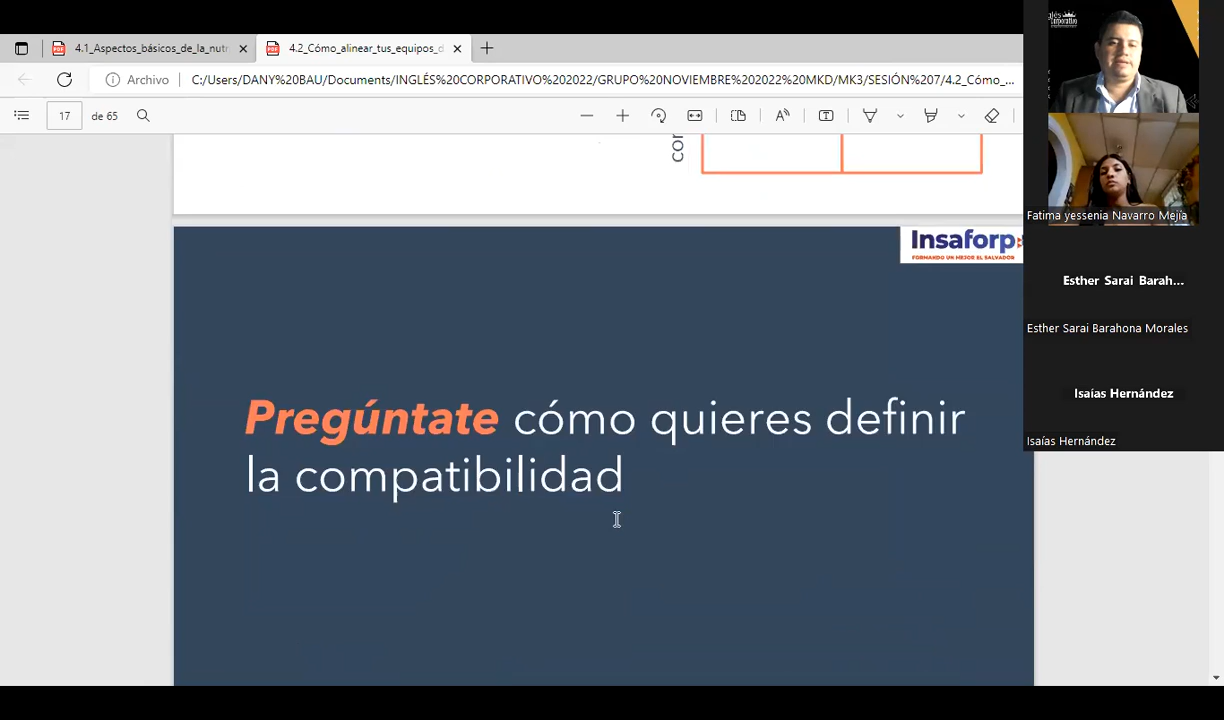 4.1_Aspectos_básicos_de_la_nutr
4.2_Cómo_alinear_tus_equipos_d
Archivo
C:/Users/DANY%20BAU/Documents/INGLÉS%20CORPORATIVO%202022/GRUPO%20NOVIEMBRE%202022%20MKD/MK3/SESIÓN%207/4.2_Cómo_...
17 de 65
cor
Insaforp
FORMANDO UN MEJOR EL SALVADOR
Pregúntate cómo quieres definir
la compatibilidad
Fatima yessenia Navarro Mejía
Esther Sarai Barah...
Esther Sarai Barahona Morales
Isaías Hernández
Isaías Hernández